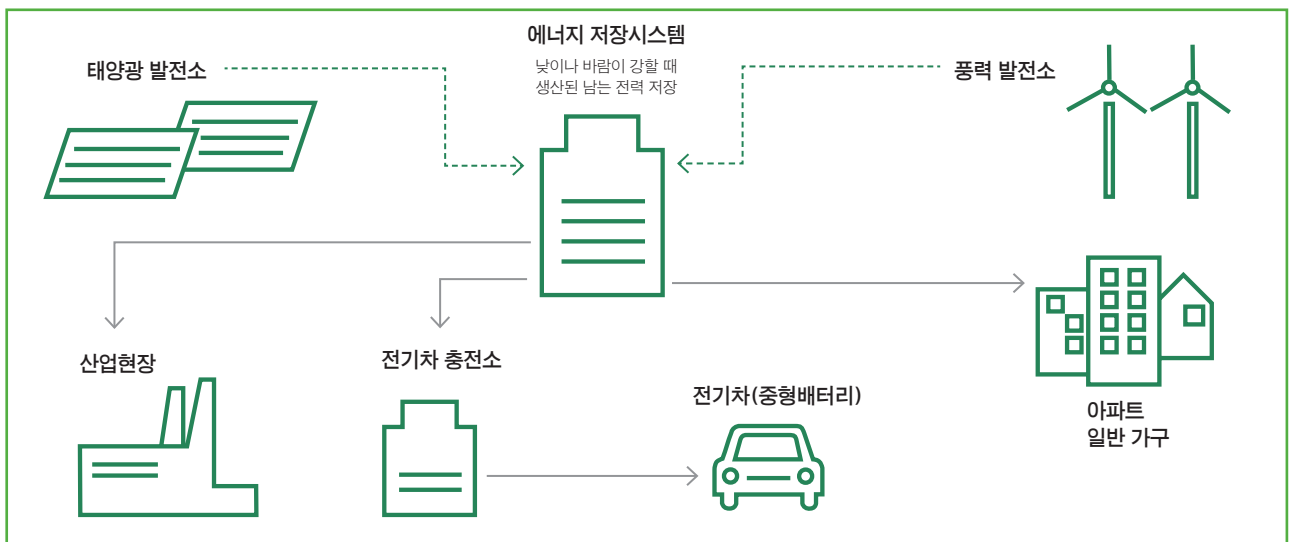 에너지 저장시스템
낮이나 바람이 강할 때
생산된 남는 전력 저장
태양광 발전소
풍력 발전소
산업현장
전기차 충전소
전기차(중형배터리)
아파트
일반 가구